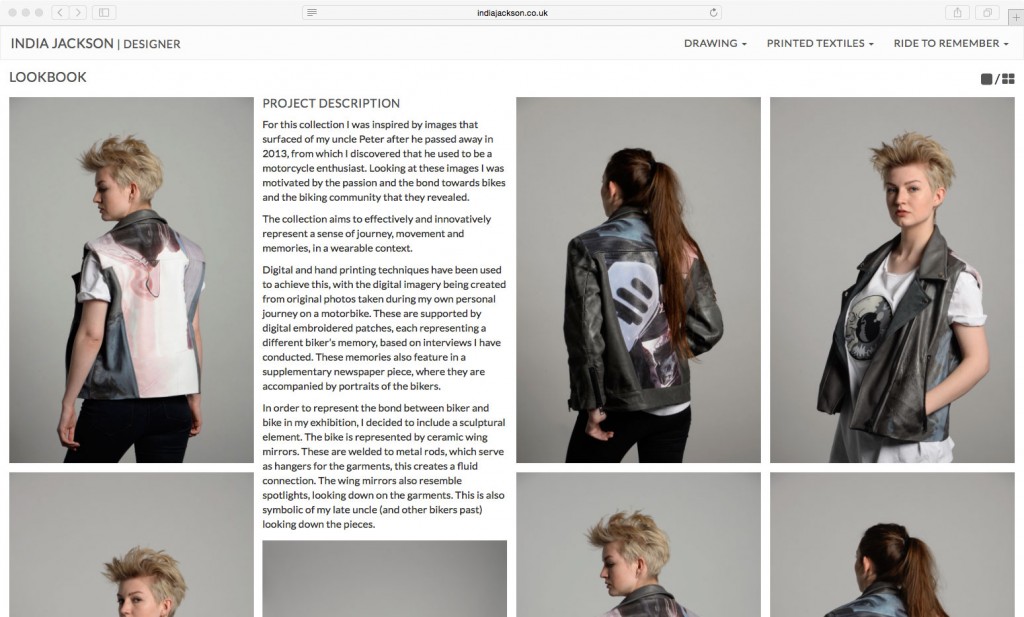 indiajackson.co.uk
INDIA JACKSON | DESIGNER
DRAWING
PRINTED TEXTILES
RIDE TO REMEMBER
LOOKBOOK
/
PROJECT DESCRIPTION
For this collection I was inspired by images that
surfaced of my uncle Peter after he passed away in
2013, from which I discovered that he used to be a
motorcycle enthusiast. Looking at these images I was
motivated by the passion and the bond towards bikes
and the biking community that they revealed.
The collection aims to effectively and innovatively
represent a sense of journey, movement and
memories, in a wearable context.
Digital and hand printing techniques have been used
to achieve this, with the digital imagery being created
from original photos taken during my own personal
journey on a motorbike. These are supported by
digital embroidered patches, each representing a
different biker's memory, based on interviews I have
conducted. These memories also feature in a
supplementary newspaper piece, where they are
accompanied by portraits of the bikers.
In order to represent the bond between biker and
bike in my exhibition, I decided to include a sculptural
element. The bike is represented by ceramic wing
mirrors. These are welded to metal rods, which serve
as hangers for the garments, this creates a fluid
connection. The wing mirrors also resemble
spotlights, looking down on the garments. This is also
symbolic of my late uncle (and other bikers past)
looking down the pieces.